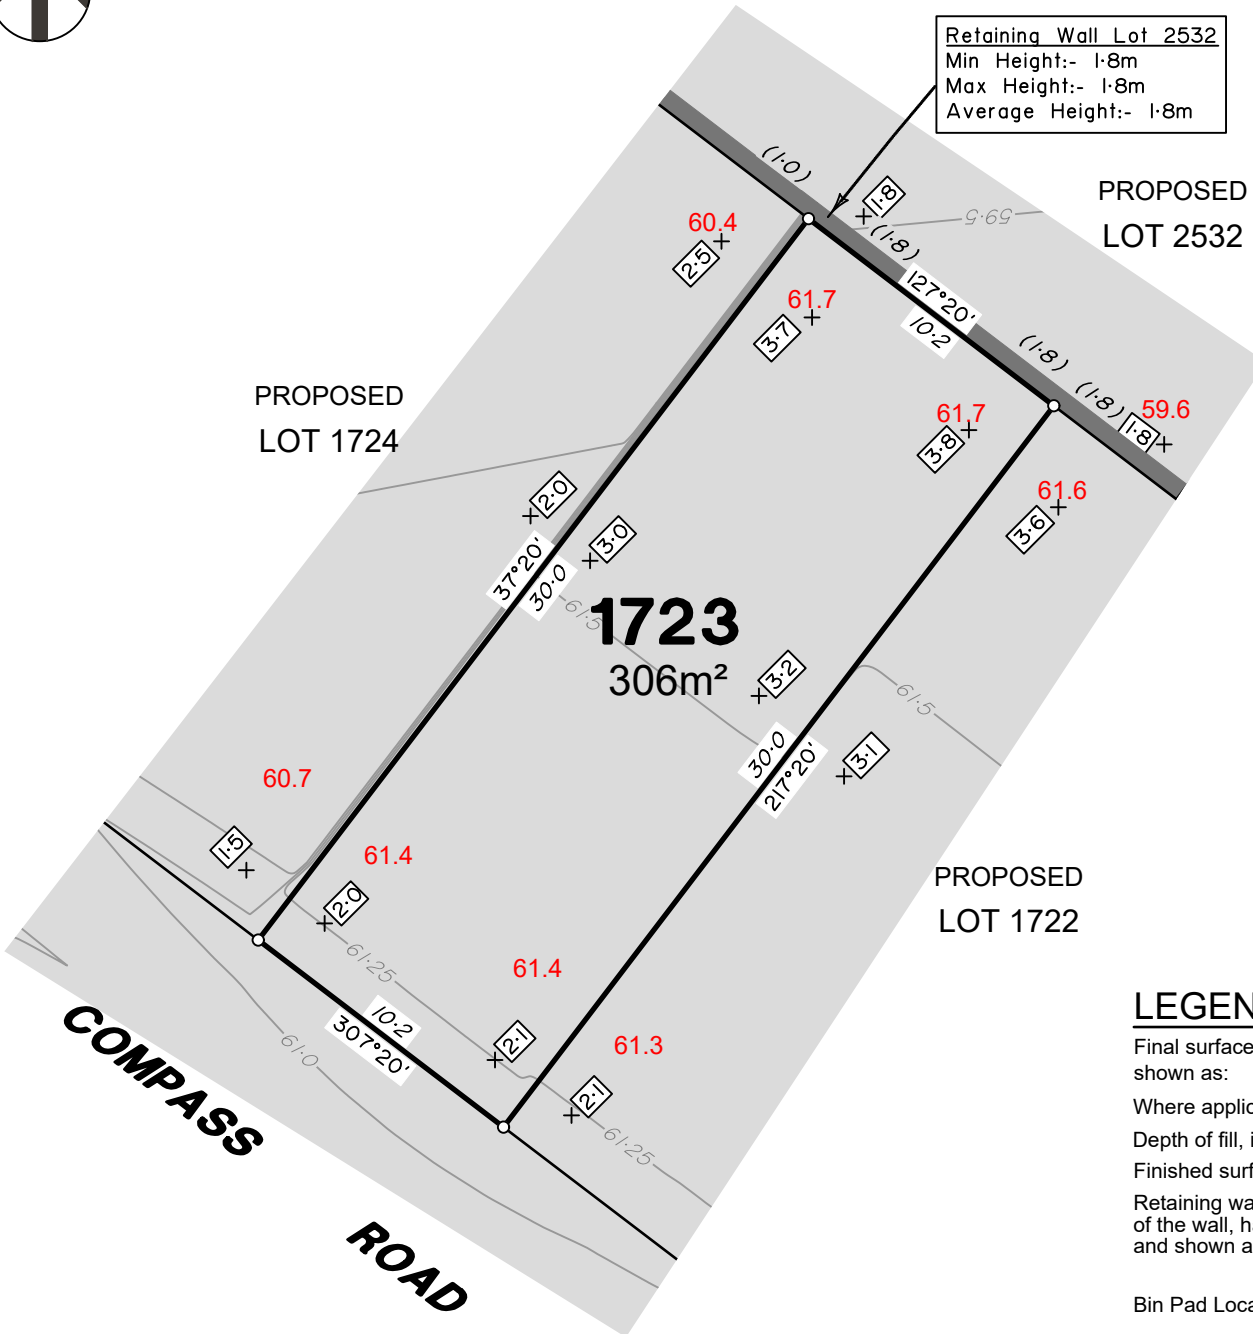 Retaining Wall Lot 2532
Min Height:- 1·8m
Max Height:- 1·8m
Average Height:- 1·8m
(1·0)
1·8
PROPOSED
LOT 2532
59·5
60.4
2·5
(1·8)
127°20'
10·2
61.7
3·7
(1·8)
(1·8)
59.6
1·8
61.7
3·8
PROPOSED
LOT 1724
61.6
3·6
2·0
3·0
37°20'
30·0
61·5
1723
306m²
3·2
61·5
30·0
217°20'
3·1
60.7
1·5
61.4
2·0
PROPOSED
LOT 1722
61·25
61.4
10·2
307°20'
2·1
61.3
2·1
61·0
61·25
COMPASS
ROAD
LEGEN
Final surface
shown as:
Where applic
Depth of fill, i
Finished surf
Retaining wa
of the wall, ha
and shown a
Bin Pad Loca